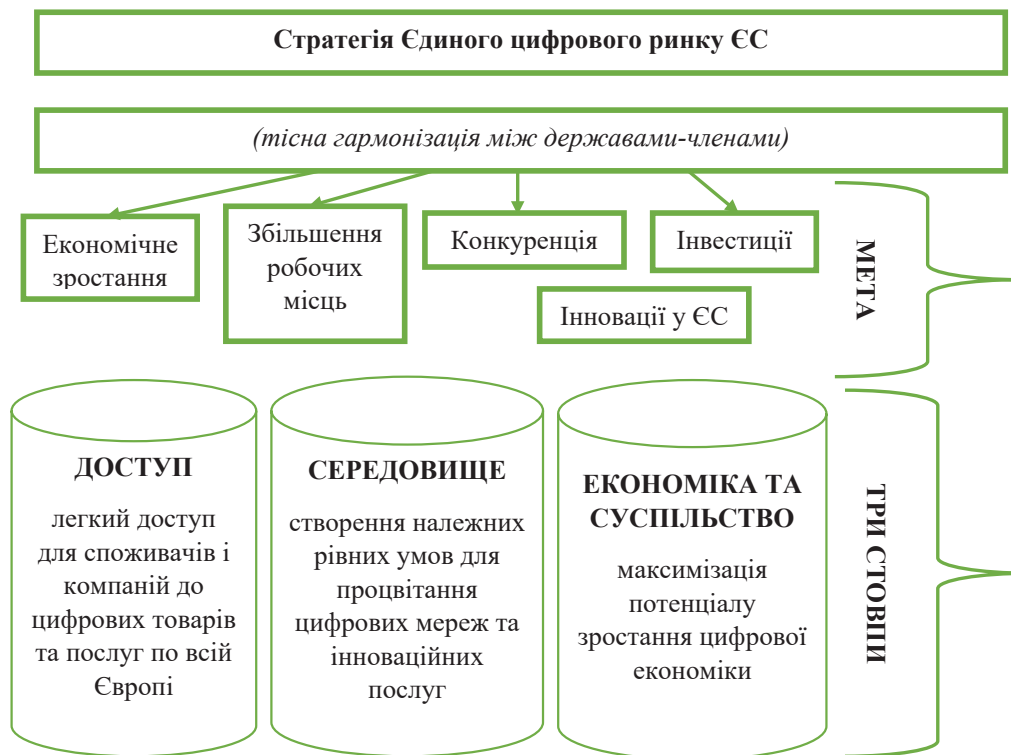 Стратегія Єдиного цифрового ринку ЄС
(тісна гармонізація між державами-членами)
Економічне
зростання
Збільшення
робочих
місць
Конкуренція
Інвестиції
Інновації у ЄС
МЕТА
ДОСТУП
легкий доступ
для споживачів і
компаній до
цифрових товарів
та послуг по всій
Європі
СЕРЕДОВИЩЕ
створення належних
рівних умов для
процвітання
цифрових мереж та
інноваційних
послуг
ЕКОНОМІКА ТА
СУСПІЛЬСТВО
максимізація
потенціалу
зростання цифрової
економіки
ТРИ СТОВПИ